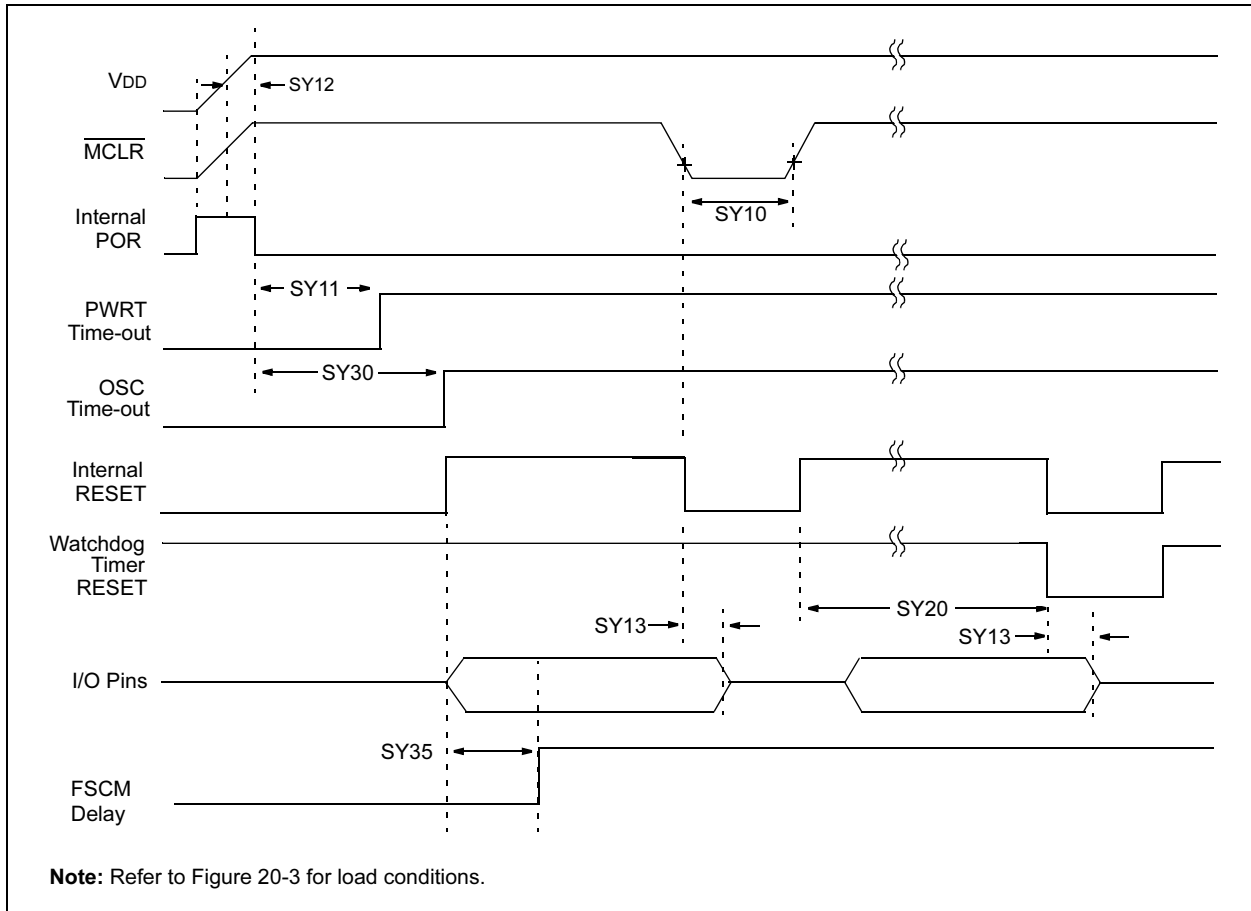 VDD
SY12
MCLR
SY10
Internal
POR
SY11
PWRT
Time-out
SY30
OSC
Time-out
Internal
RESET
Watchdog
Timer
RESET
SY20
SY13
SY13
I/O Pins
SY35
FSCM
Delay
Note: Refer to Figure 20-3 for load conditions.